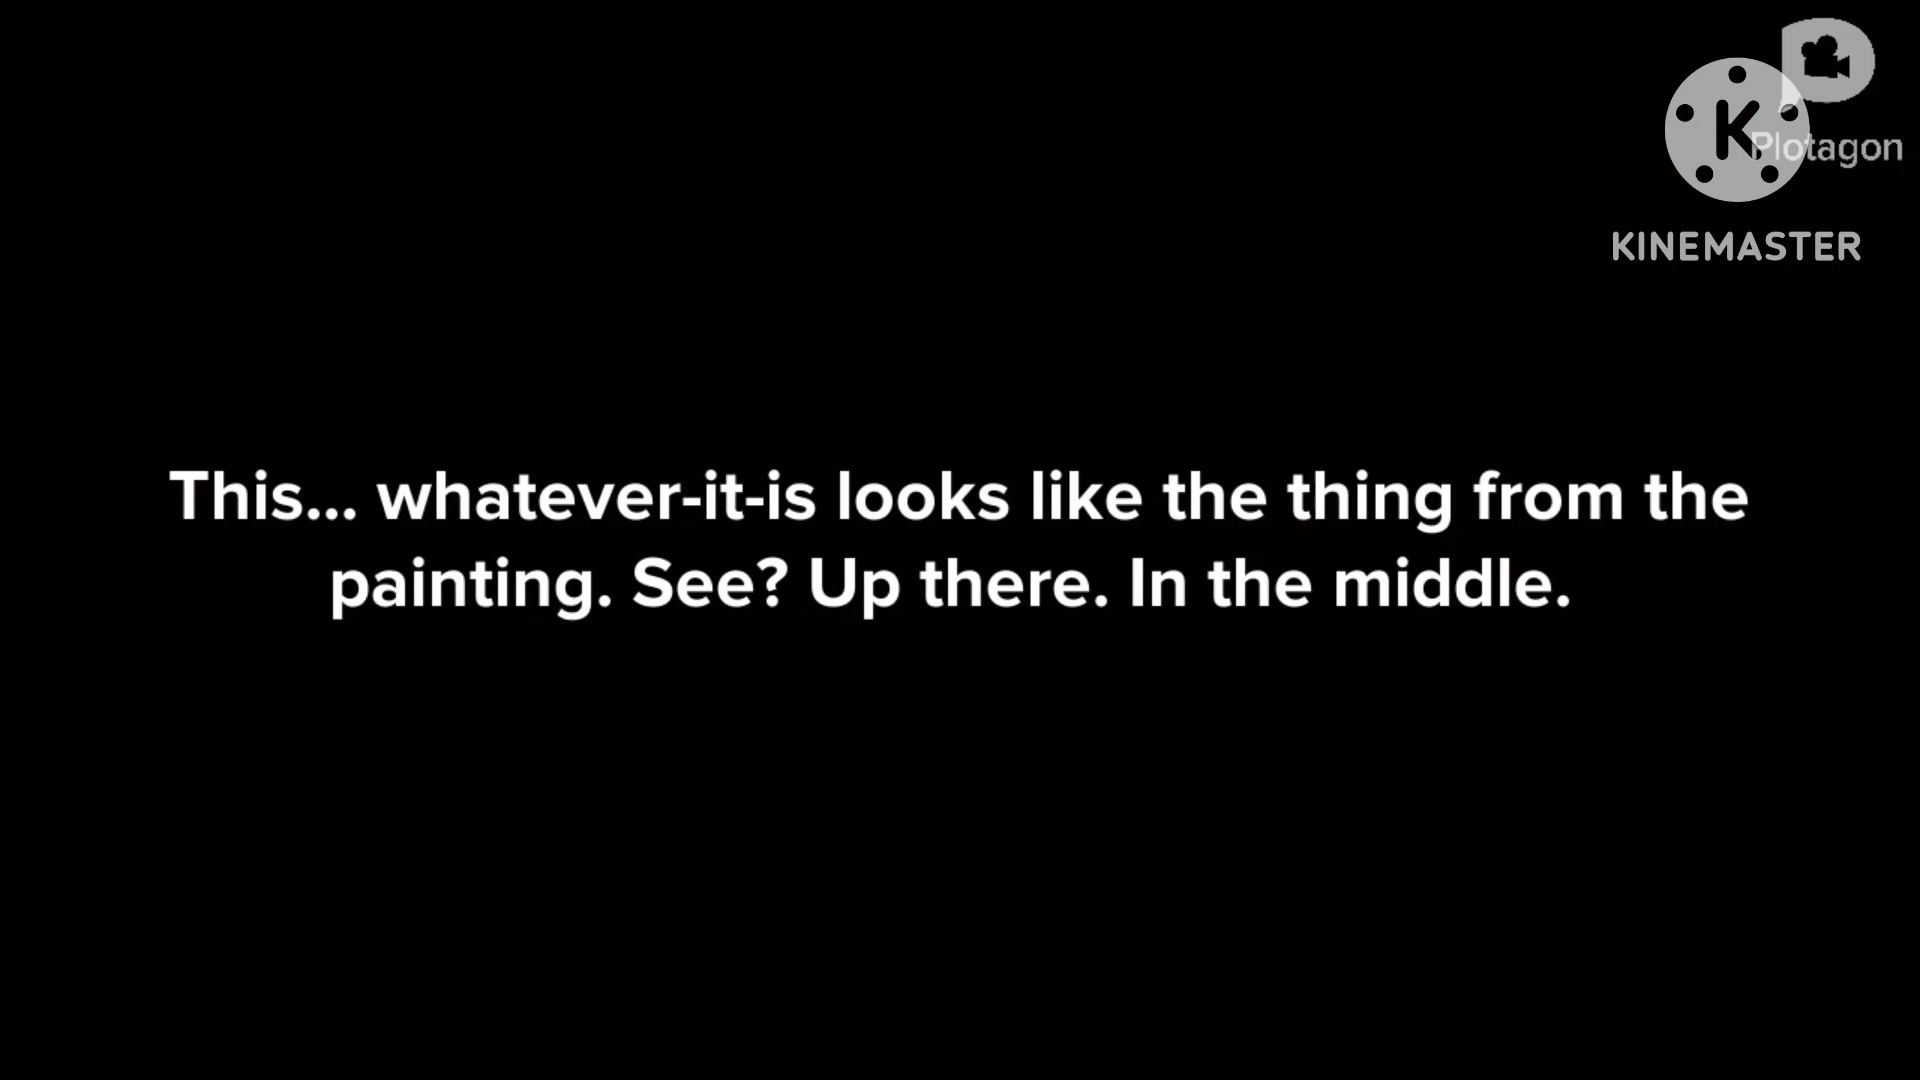 Plotagon
KINEMASTER
This... whatever-it-is looks like the thing from the
painting. See? Up there. In the middle.